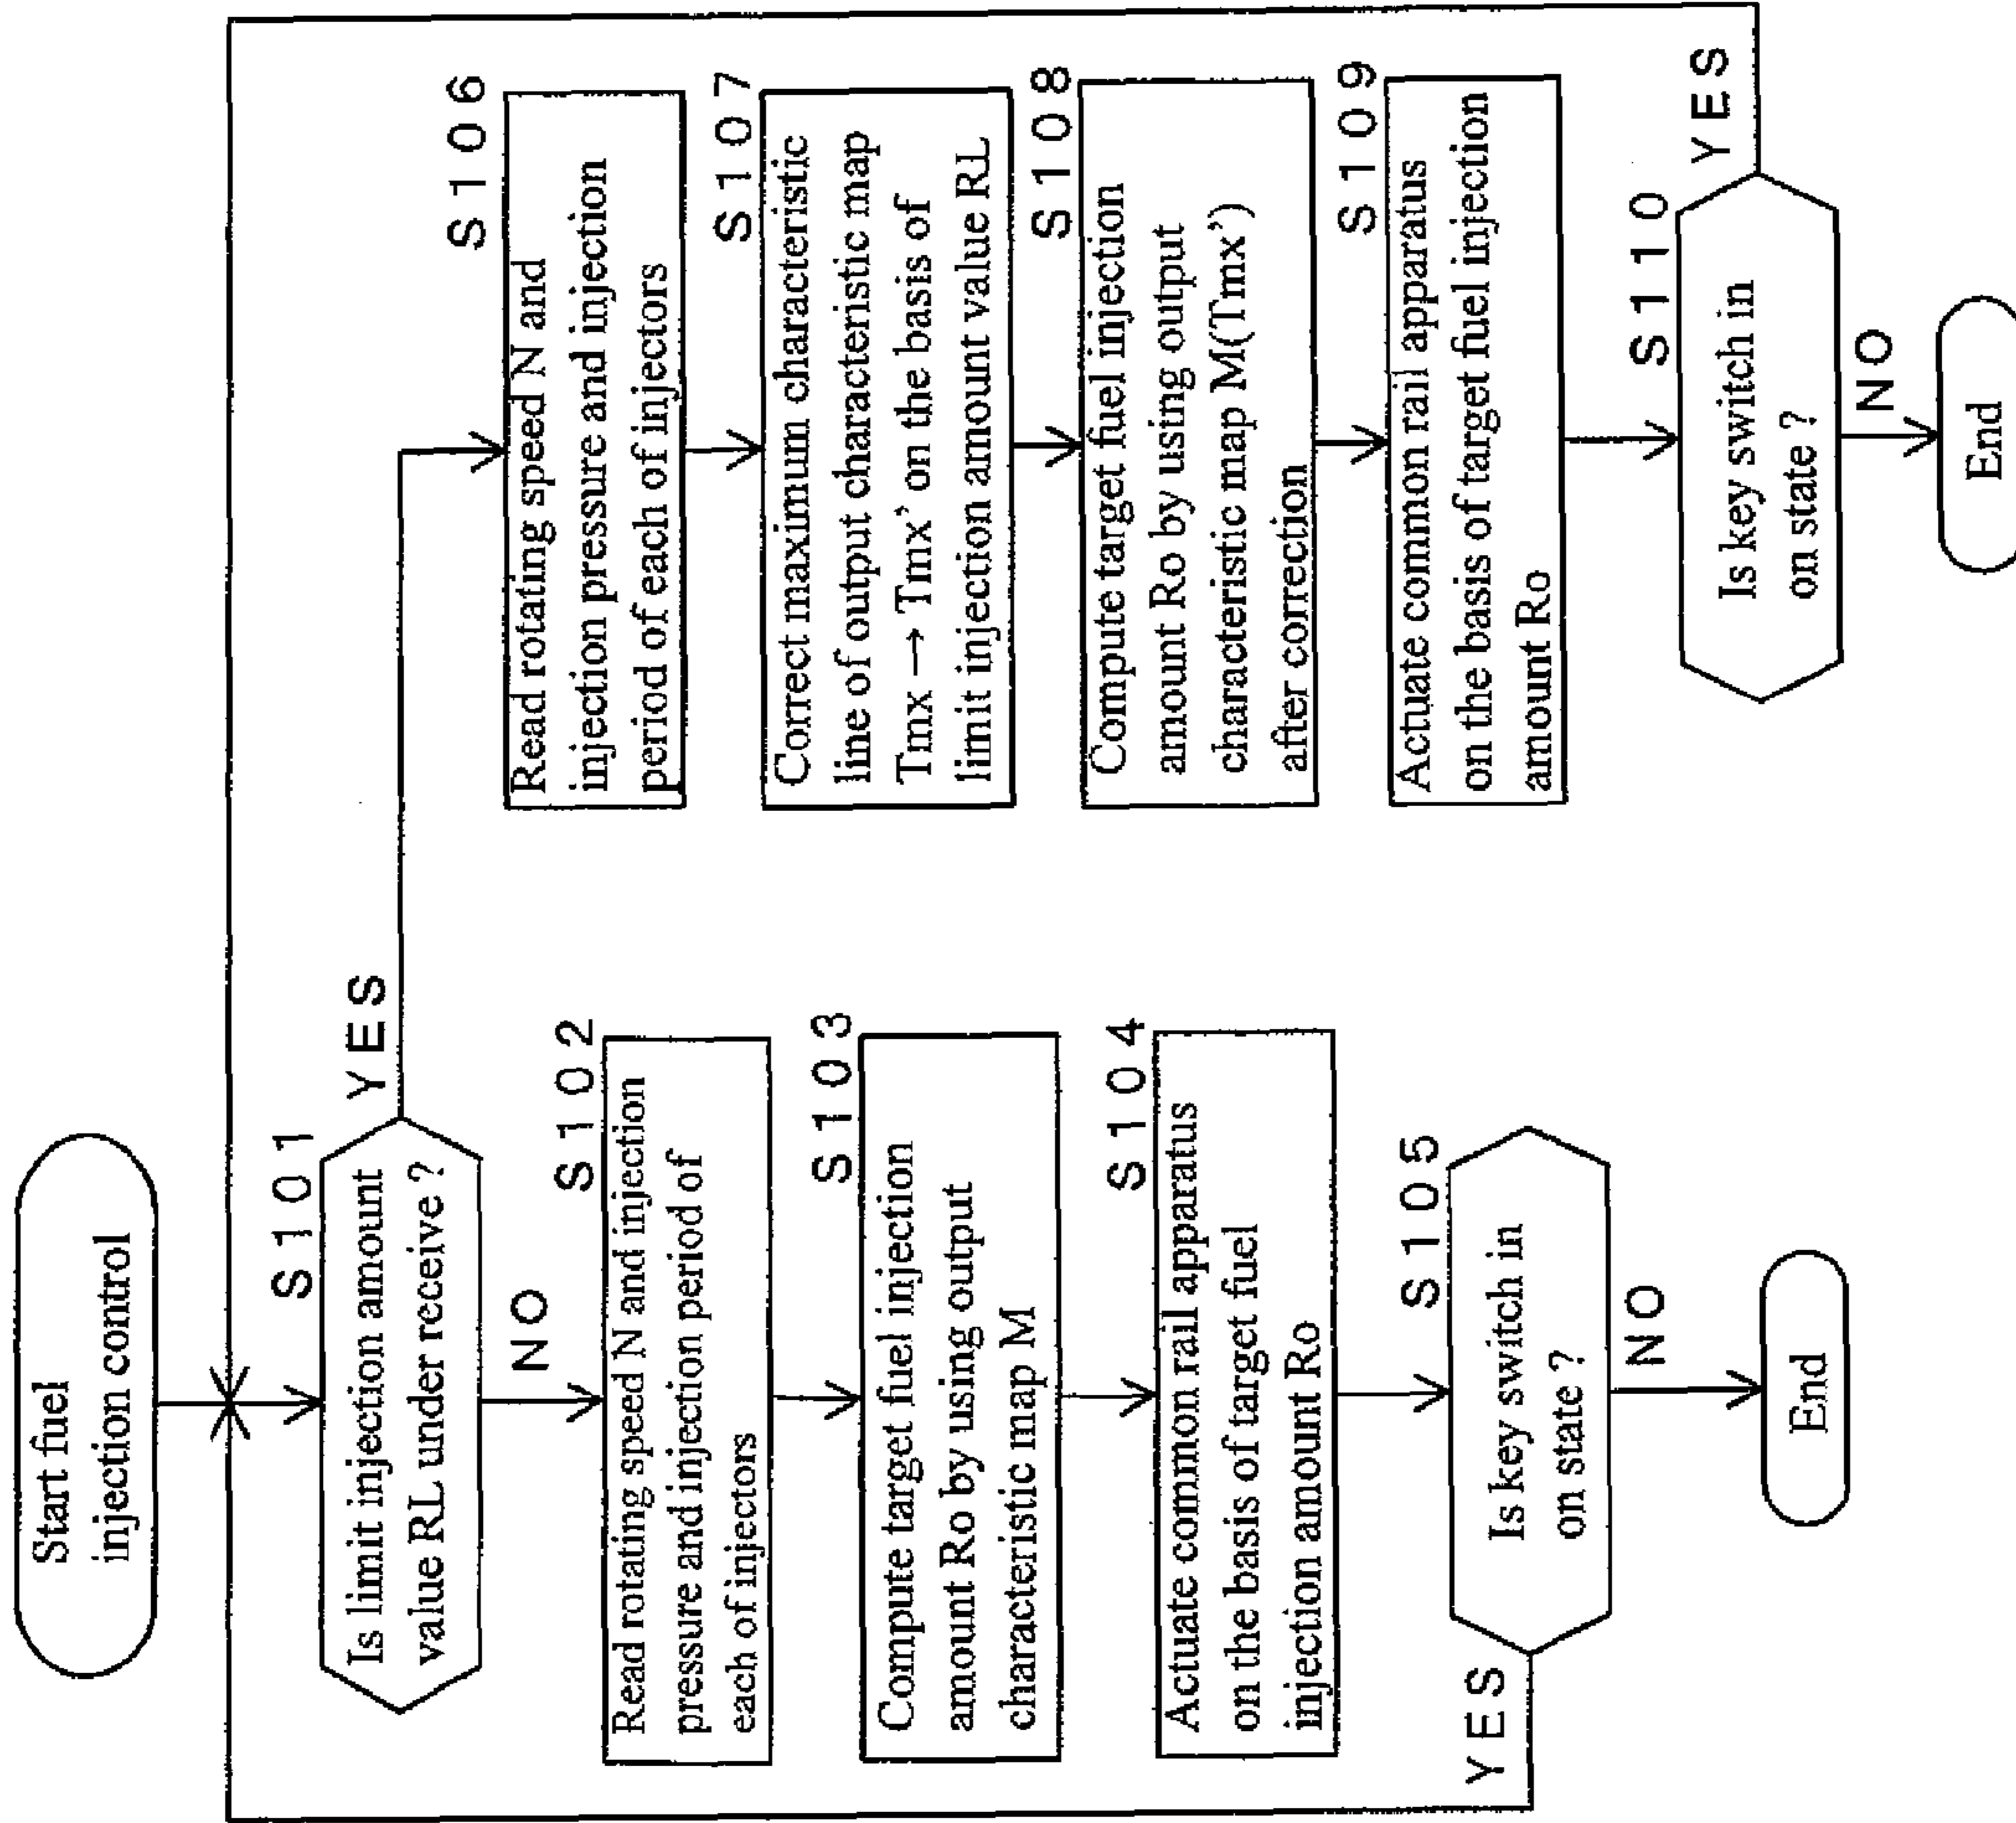 Start fuel
injection control
S101
Is limit injection amount
value RL under receive ?
YES
NO
S102
Read rotating speed N and injection
pressure and injection period of
each of injectors
S103
Compute target fuel injection
amount Ro by using output
characteristic map M
S104
Actuate common rail apparatus
on the basis of target fuel
injection amount Ro
S105
Is key switch in
on state ?
YES
NO
End
S106
Read rotating speed N and
injection pressure and injection
period of each of injectors
S107
Correct maximum characteristic
line of output characteristic map
Tmx → Tmx' on the basis of
limit injection amount value RL
S108
Compute target fuel injection
amount Ro by using output
characteristic map M(Tmx')
after correction
S109
Actuate common rail apparatus
on the basis of target fuel injection
amount Ro
S110
Is key switch in
on state ?
YES
NO
End